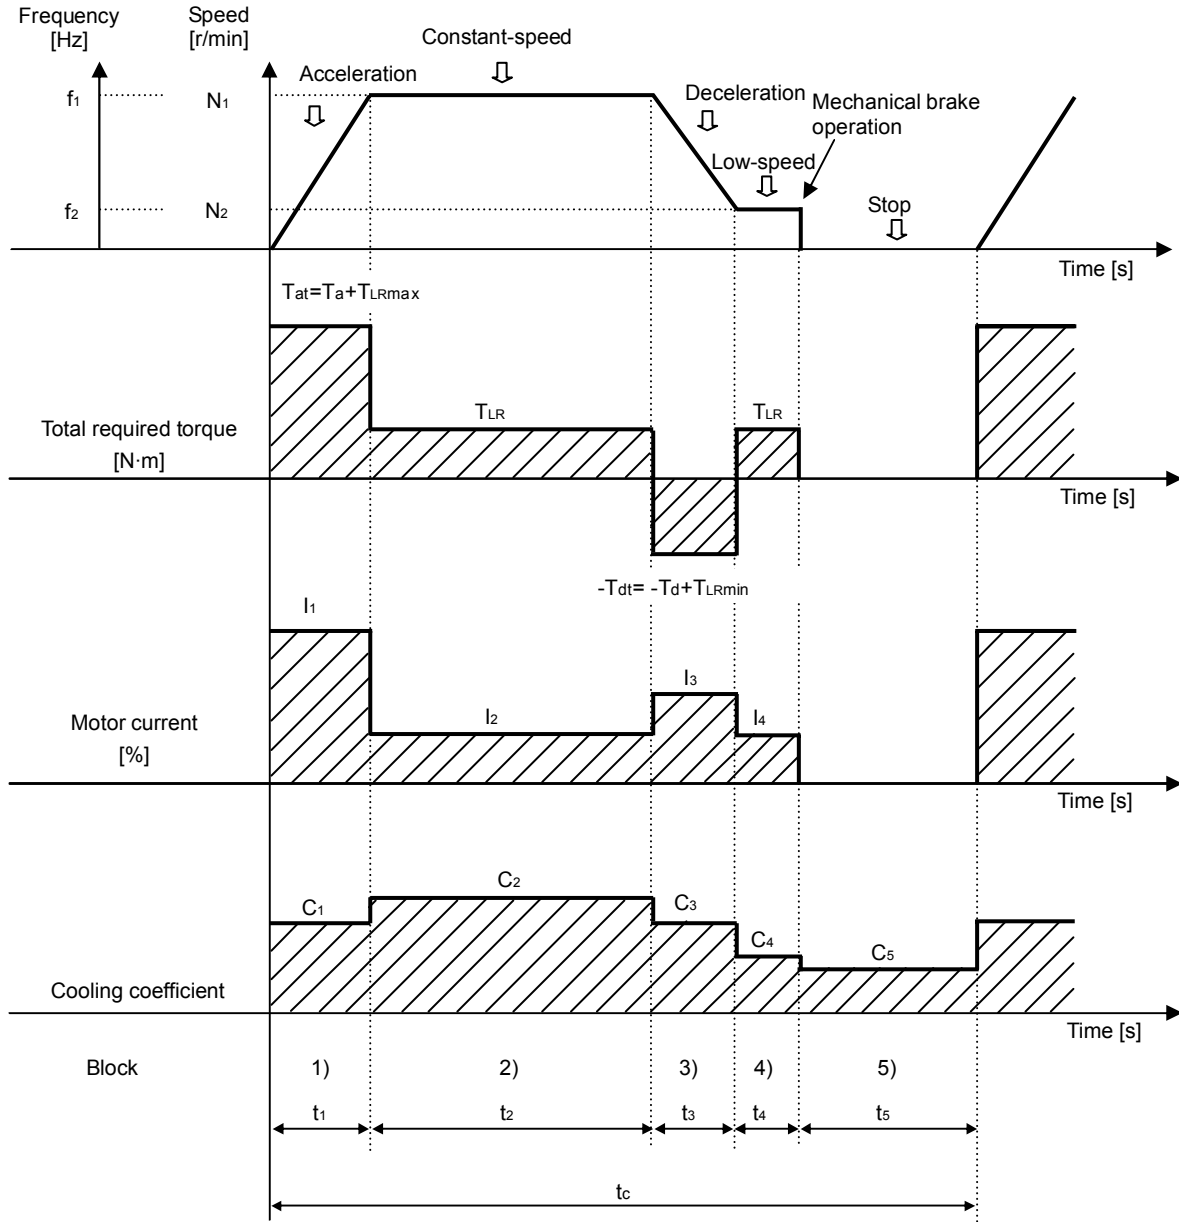 Frequency
[Hz]
Speed
[r/min]
Constant-speed
Acceleration
f1
N1
Deceleration
Mechanical brake
operation
Low-speed
f2
N2
Stop
Time [s]
Tat=Ta+TLRmax
TLR
TLR
Total required torque
[N·m]
Time [s]
-Tdt= -Td+TLRmin
I1
I2
I3
I4
Motor current
[%]
Time [s]
C1
C2
C3
C4
C5
Cooling coefficient
Time [s]
Block
1)
2)
3)
4)
5)
t1
t2
t3
t4
t5
tc